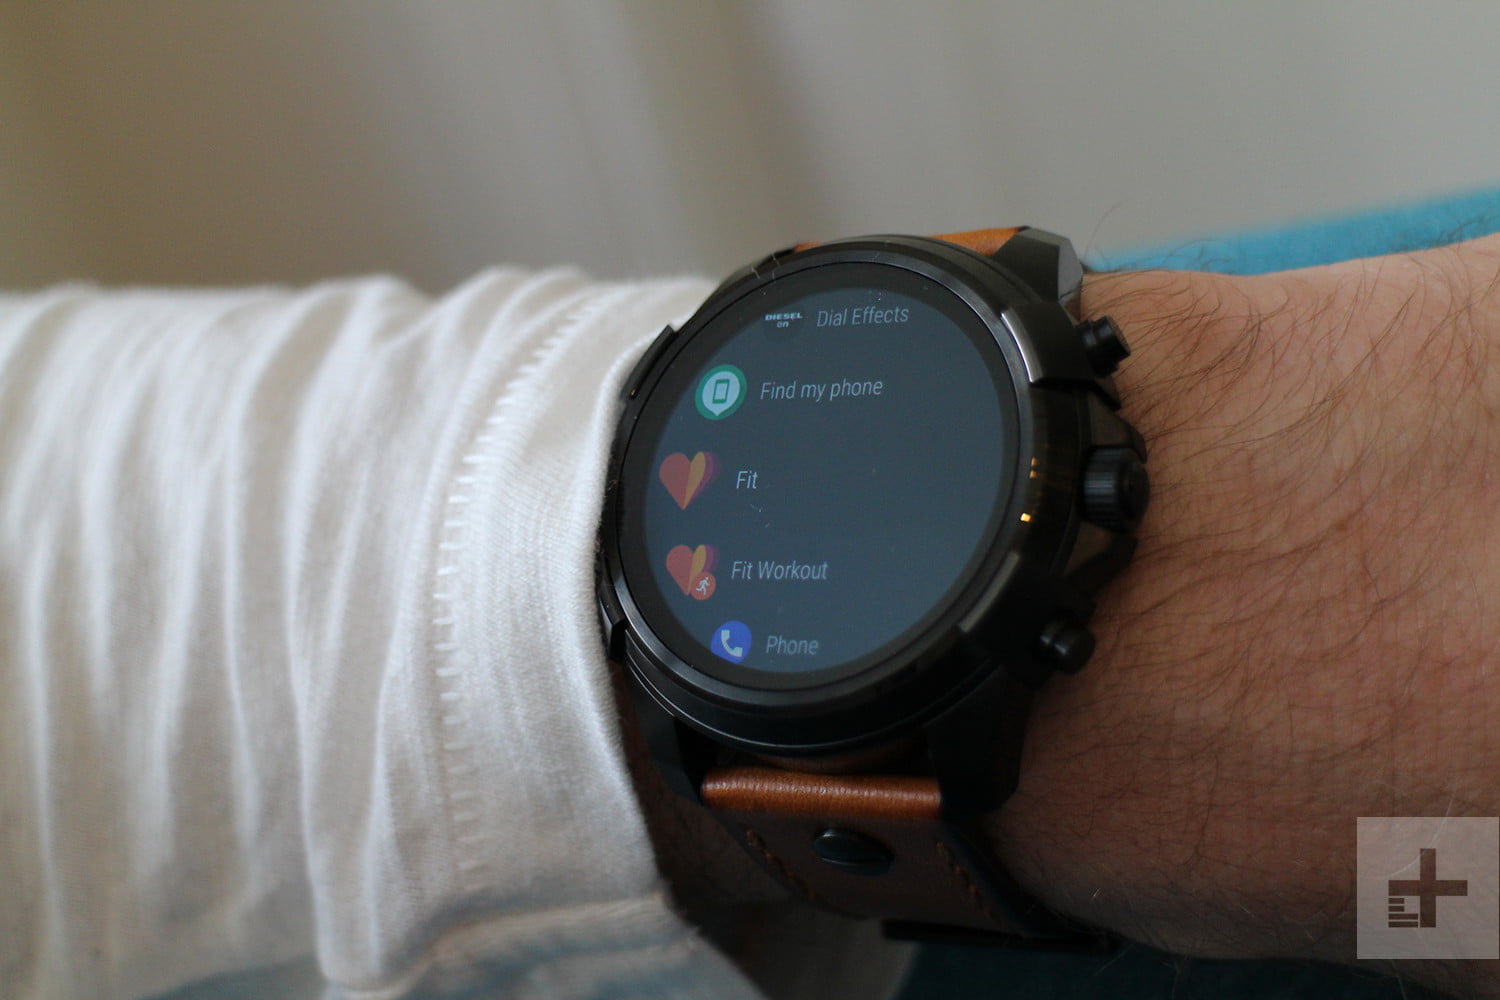 DIESEL
on
Dial Effects
Find my phone
Fit
Fit Workout
Phone